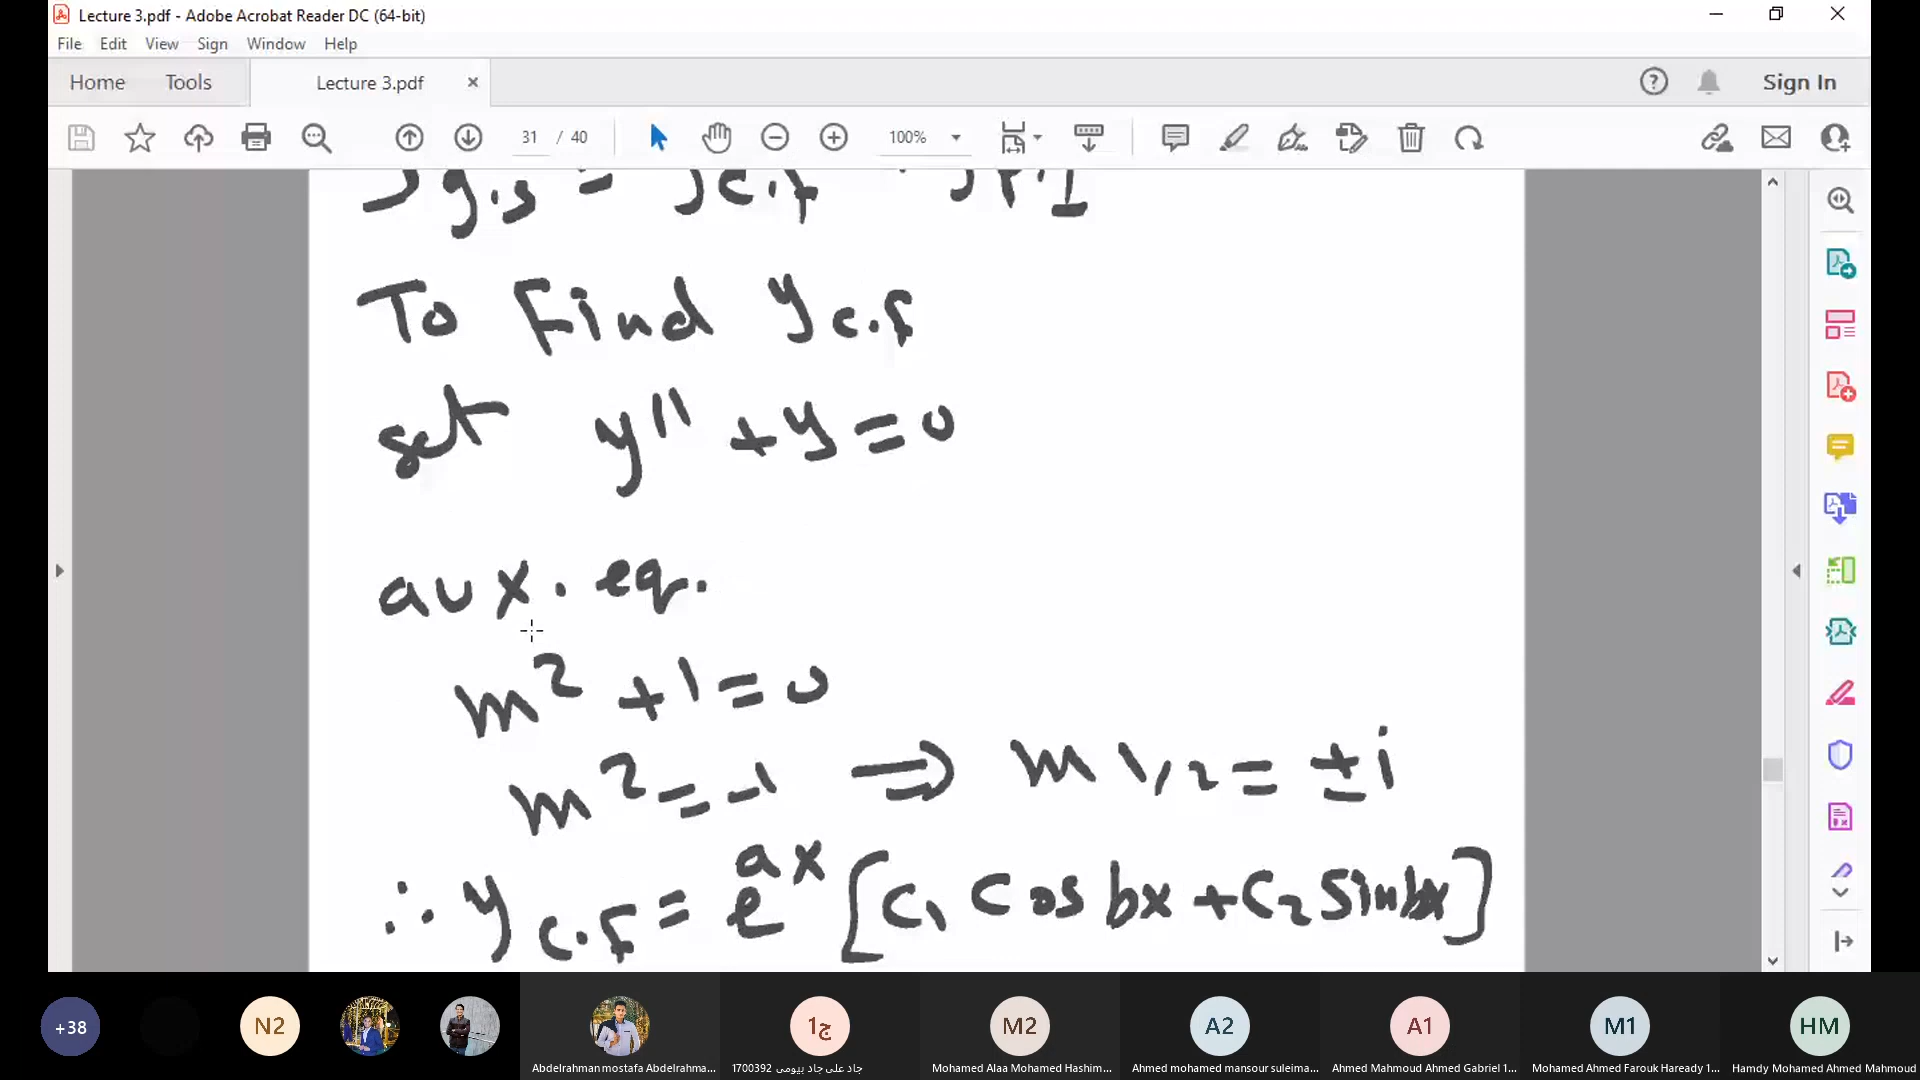 Lecture 3.pdf - Adobe Acrobat Reader DC (64-bit)
File Edit View Sign Window Help
Home Tools Lecture 3.pdf × Sign In
31 / 40 100%
y g.s = y c.f + y P.I
To Find y c.f
set y'' + y = 0
aux. eq.
m² + 1 = 0
m² = -1 ⇒ m 1,2 = ± i
∴ y c.f = e^ax [C₁ cos bx + C₂ sin bx]
+38 N2 1ج M2 A2 A1 M1 HM
Abdelrahman mostafa Abdelrahma... جاد على جاد بيومى 1700392 Mohamed Alaa Mohamed Hashim... Ahmed mohamed mansour suleima... Ahmed Mahmoud Ahmed Gabriel 1... Mohamed Ahmed Farouk Haready 1... Hamdy Mohamed Ahmed Mahmoud